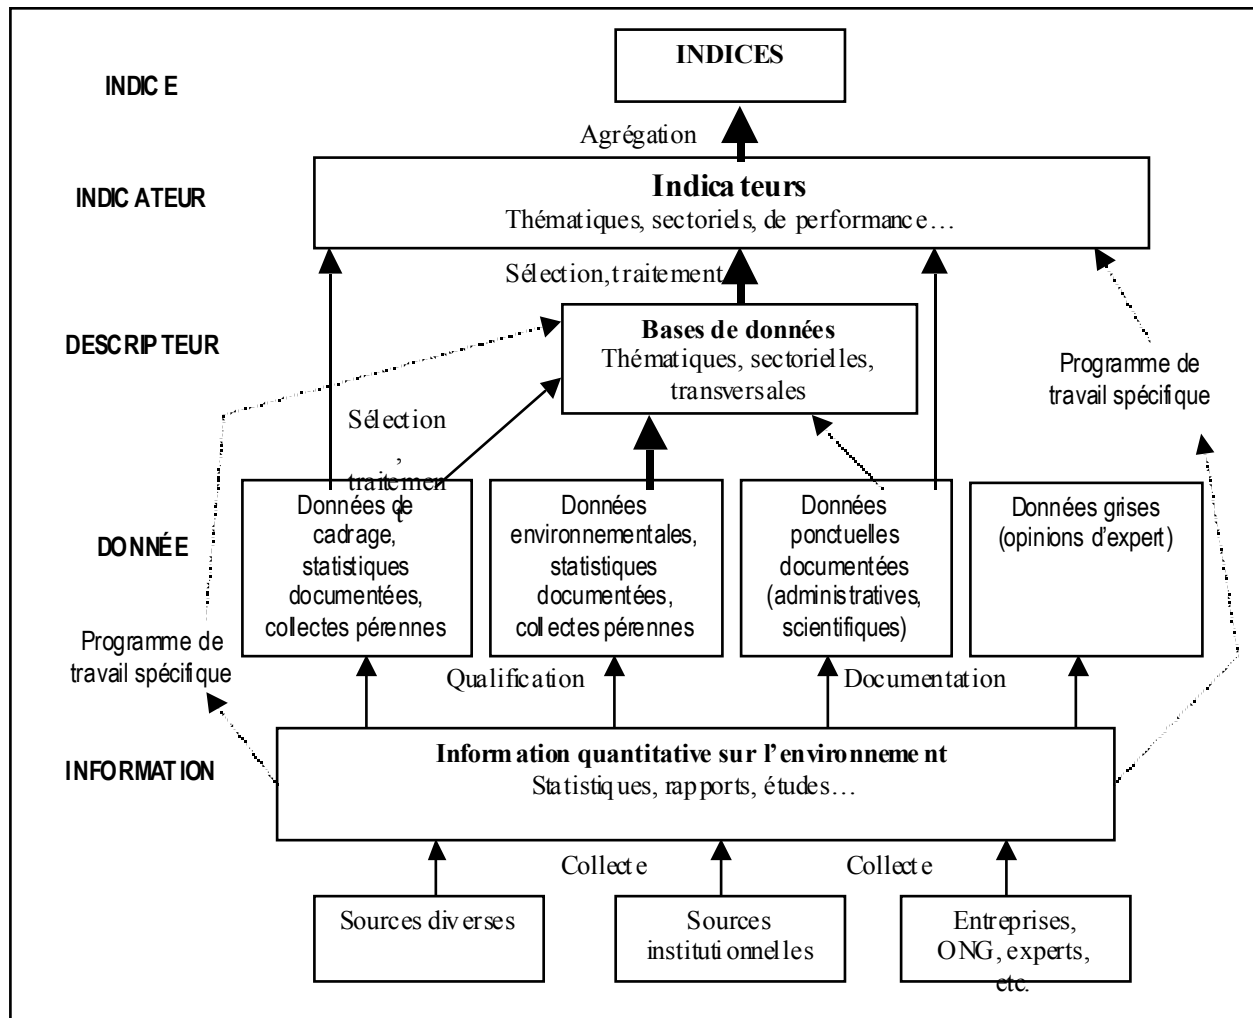 INDICE
INDICES
Agrégation
INDICATEUR
Indicateurs
Thématiques, sectoriels, de performance…
Sélection, traitement
DESCRIPTEUR
Bases de données
Thématiques, sectorielles,
transversales
Programme de
travail spécifique
Sélection
,
traitemen
t
DONNÉE
Données de
cadrage,
statistiques
documentées,
collectes pérennes
Données
environnementales,
statistiques
documentées,
collectes pérennes
Données
ponctuelles
documentées
(administratives,
scientifiques)
Données grises
(opinions d'expert)
Programme de
travail spécifique
Qualification
Documentation
INFORMATION
Information quantitative sur l'environnement
Statistiques, rapports, études…
Collecte
Collecte
Sources diverses
Sources
institutionnelles
Entreprises,
ONG, experts,
etc.